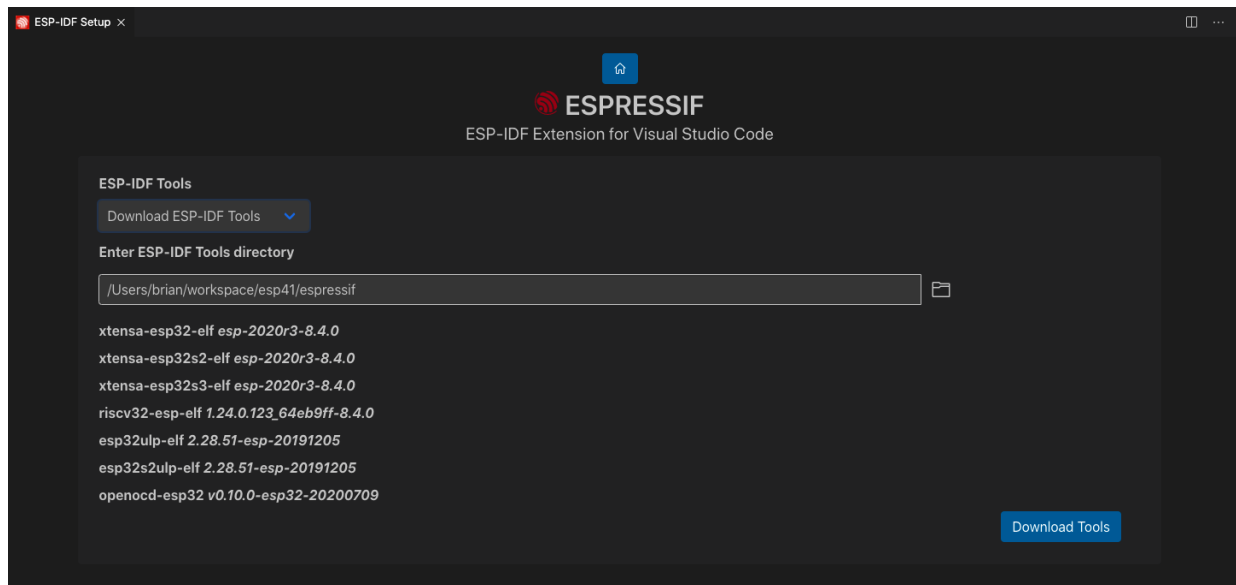 ESP-IDF Setup
ESPRESSIF
ESP-IDF Extension for Visual Studio Code
ESP-IDF Tools
Download ESP-IDF Tools
Enter ESP-IDF Tools directory
/Users/brian/workspace/esp41/espressif
xtensa-esp32-elf esp-2020r3-8.4.0
xtensa-esp32s2-elf esp-2020r3-8.4.0
xtensa-esp32s3-elf esp-2020r3-8.4.0
riscv32-esp-elf 1.24.0.123_64eb9ff-8.4.0
esp32ulp-elf 2.28.51-esp-20191205
esp32s2ulp-elf 2.28.51-esp-20191205
openocd-esp32 v0.10.0-esp32-20200709
Download Tools